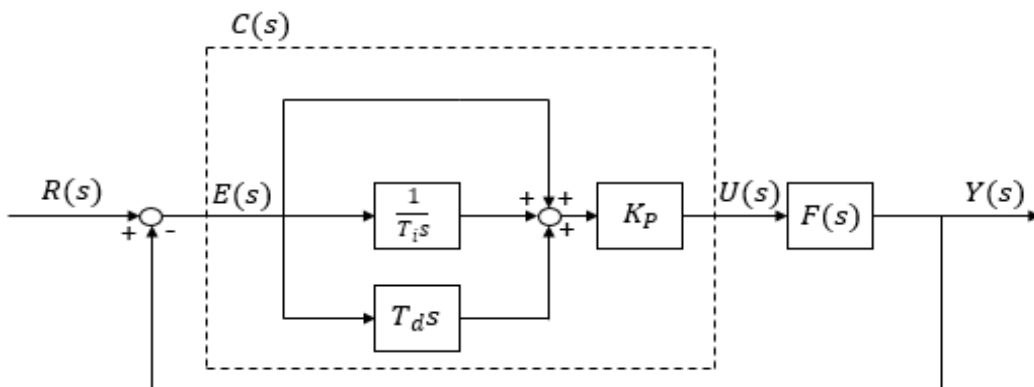 C(s)
R(s)
+
-
E(s)
1/(T_i s)
T_d s
+
+
+
K_P
U(s)
F(s)
Y(s)